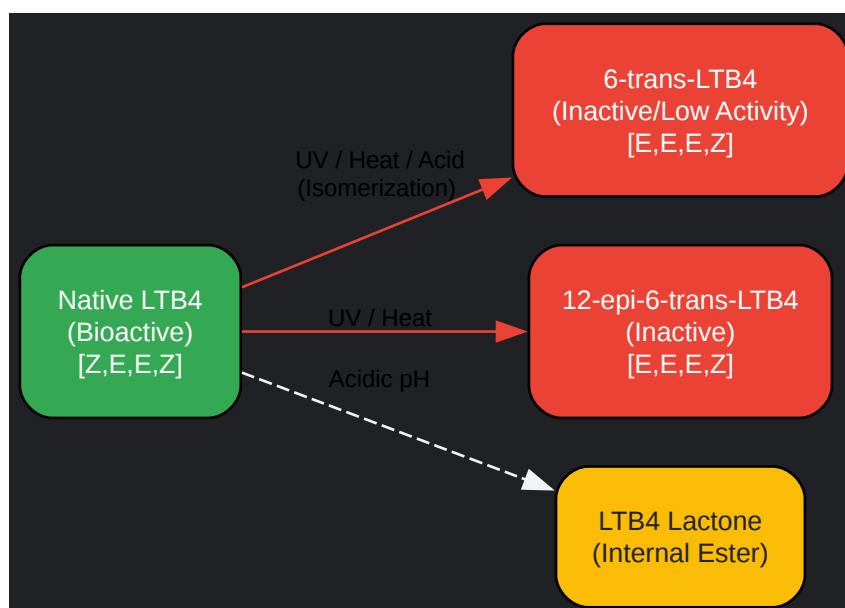 6-trans-LTB4
(Inactive/Low Activity)
[E,E,E,Z]
UV / Heat / Acid
(Isomerization)
Native LTB4
(Bioactive)
[Z,E,E,Z]
UV / Heat
12-epi-6-trans-LTB4
(Inactive)
[E,E,E,Z]
Acidic pH
LTB4 Lactone
(Internal Ester)